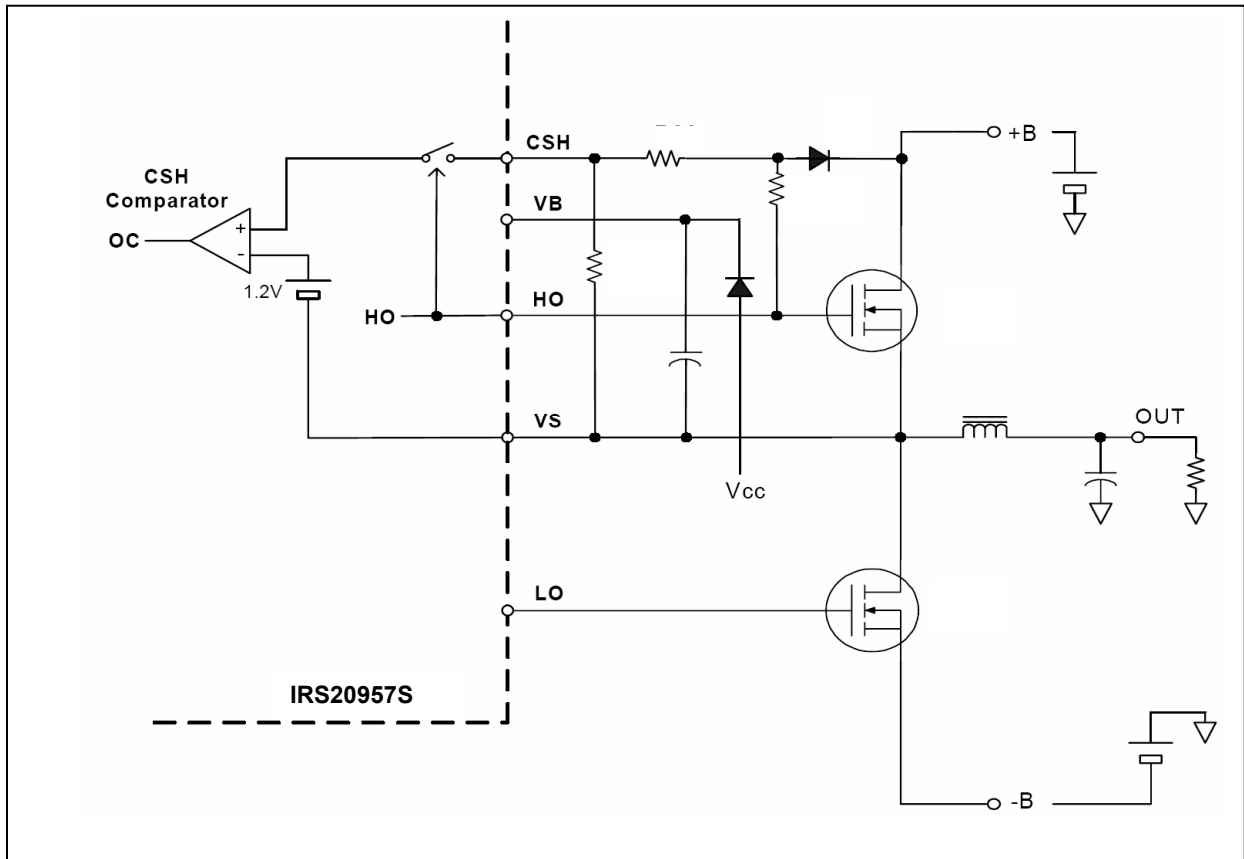 CSH
+B
CSH
Comparator
VB
+
OC
-
1.2V
HO
HO
VS
OUT
Vcc
LO
IRS20957S
-B